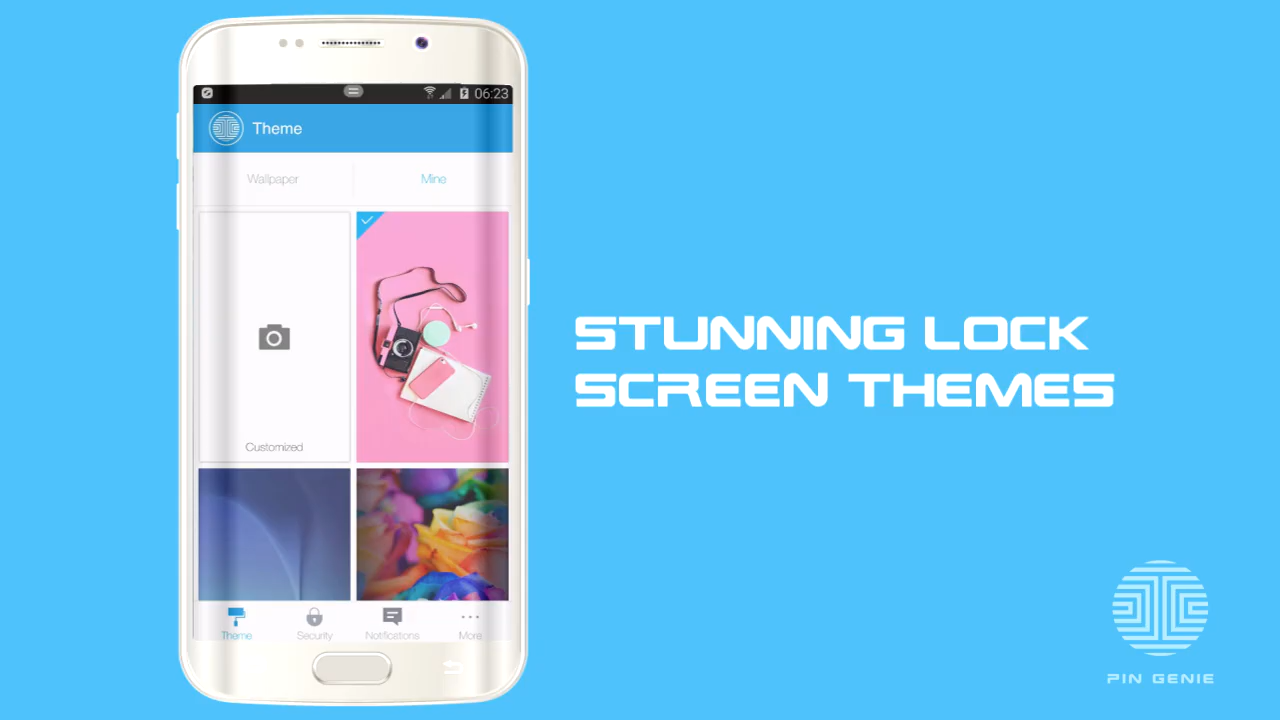 06:23
Theme
Wallpaper
Mine
Customized
Theme
Security
Notifications
More
STUNNING LOCK
SCREEN THEMES
PIN GENIE